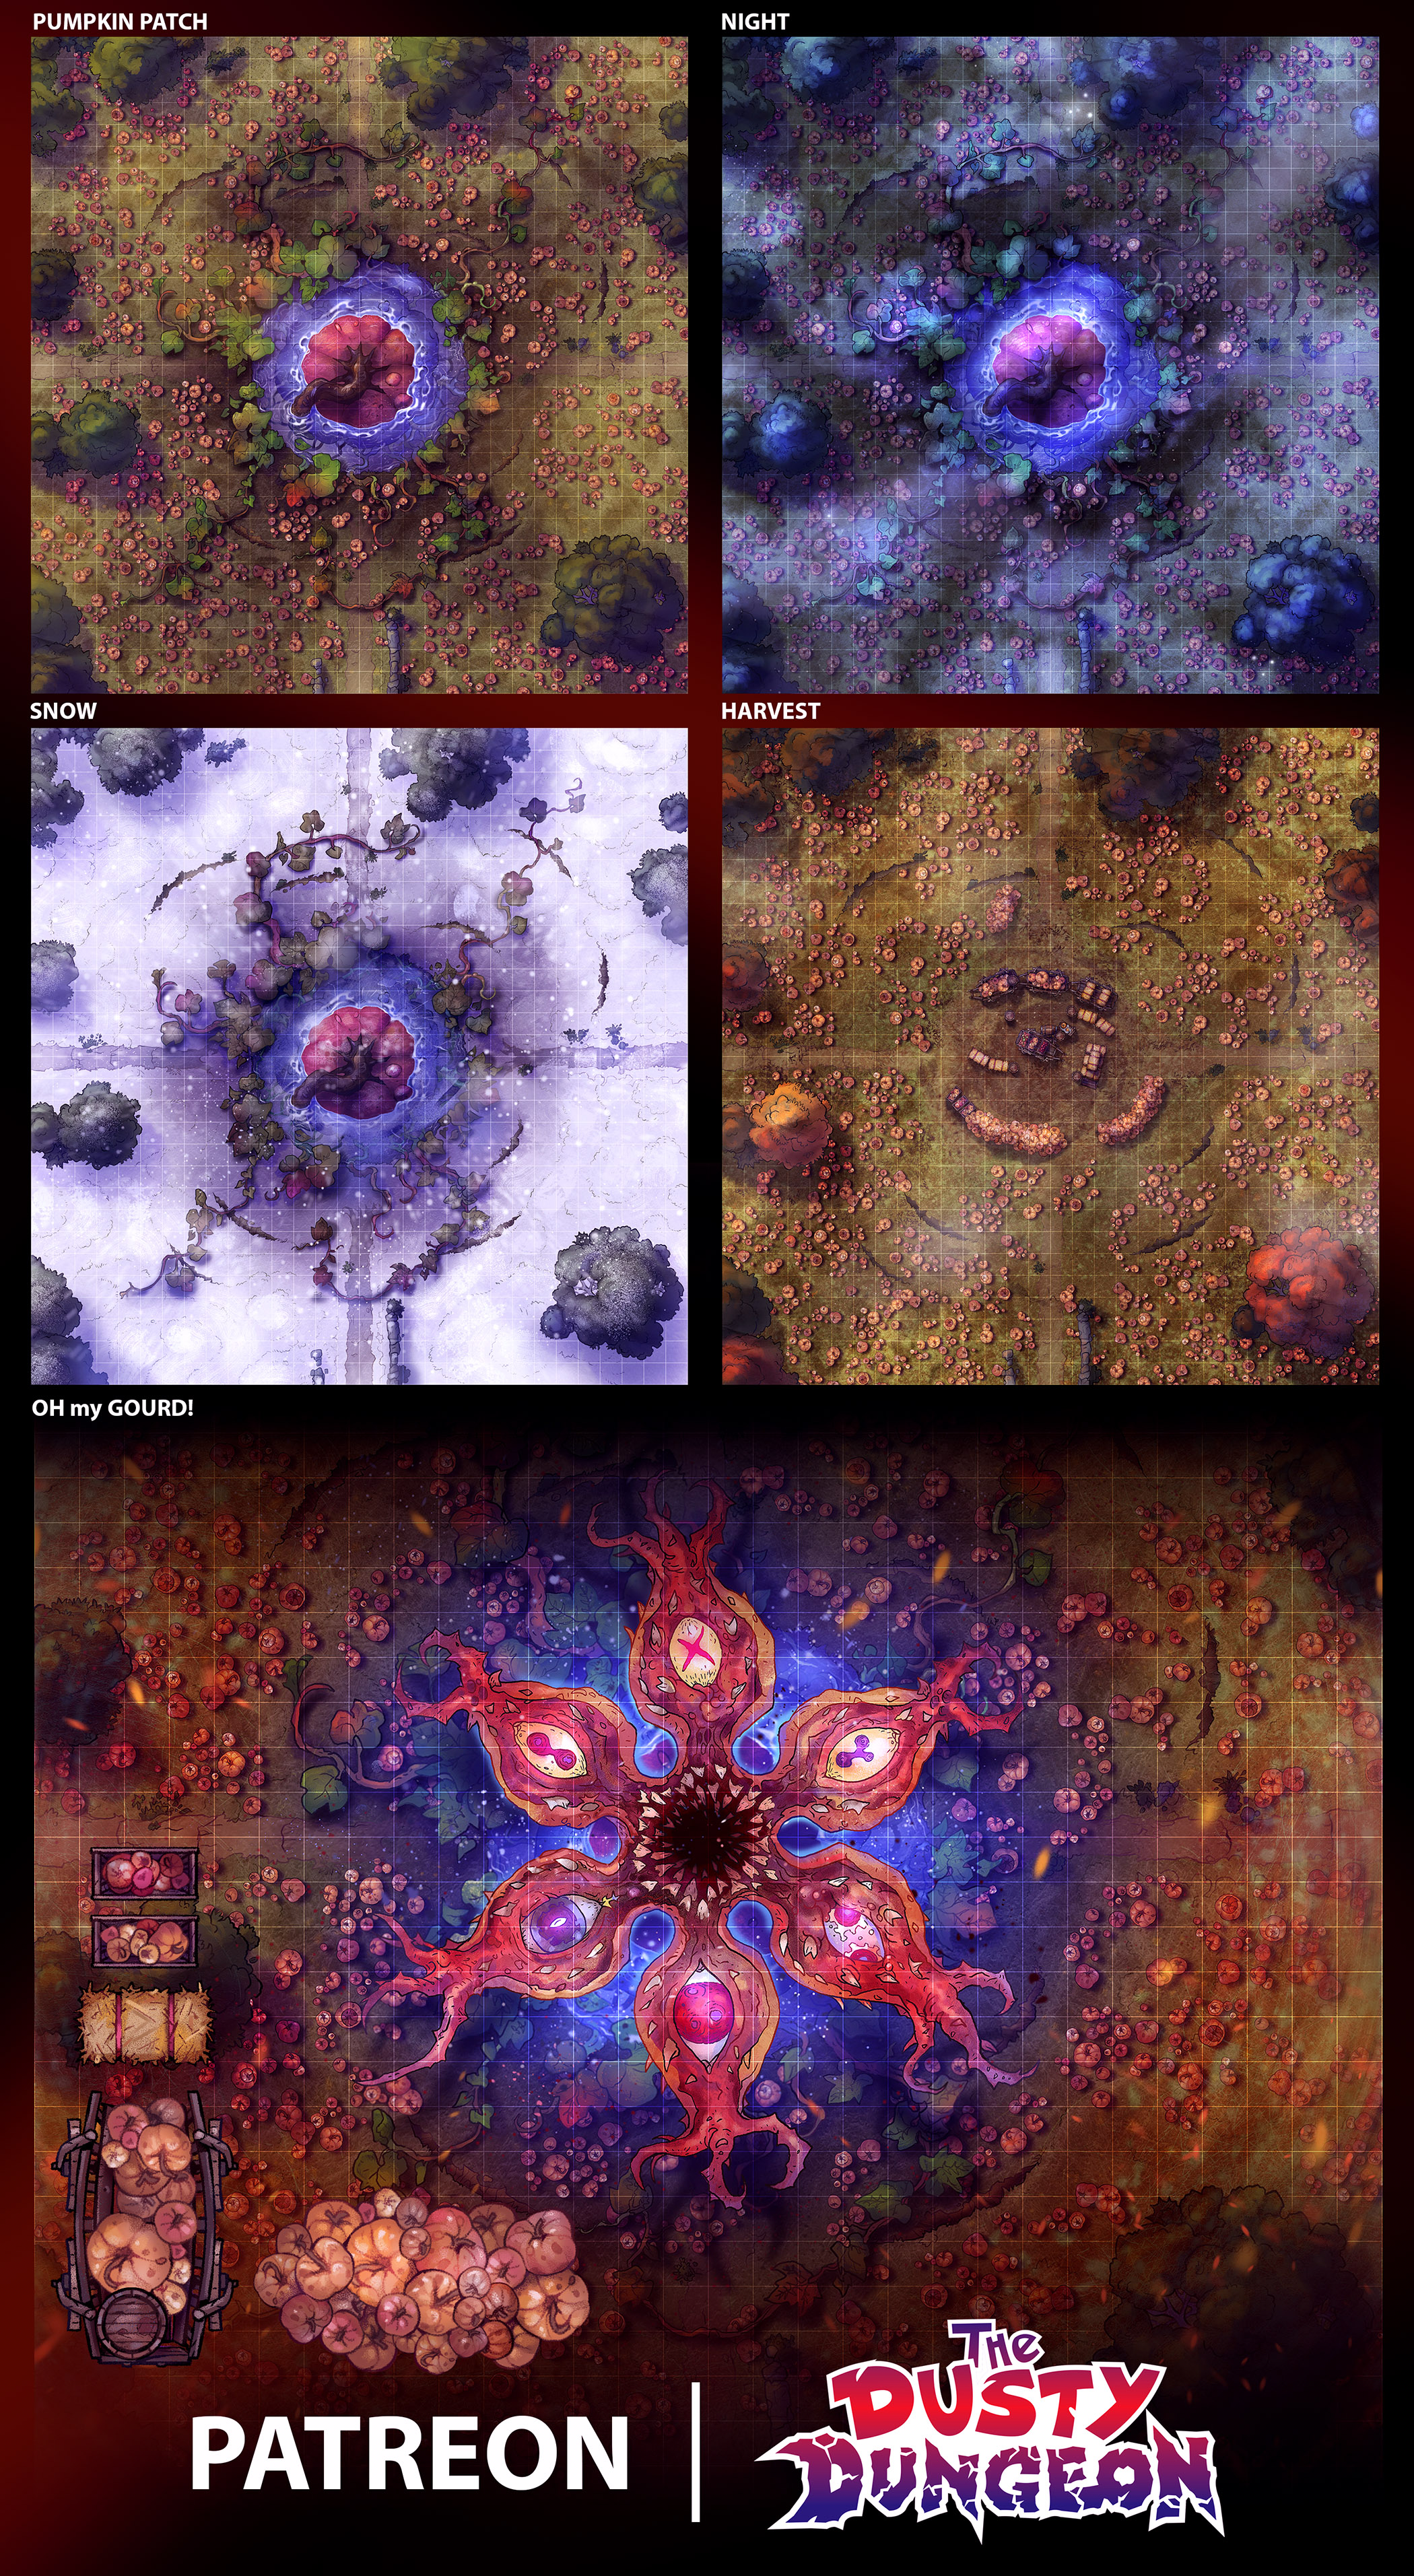 PUMPKIN PATCH
NIGHT
SNOW
HARVEST
OH my GOURD!
PATREON
THE
DUSTY
DUNGEON